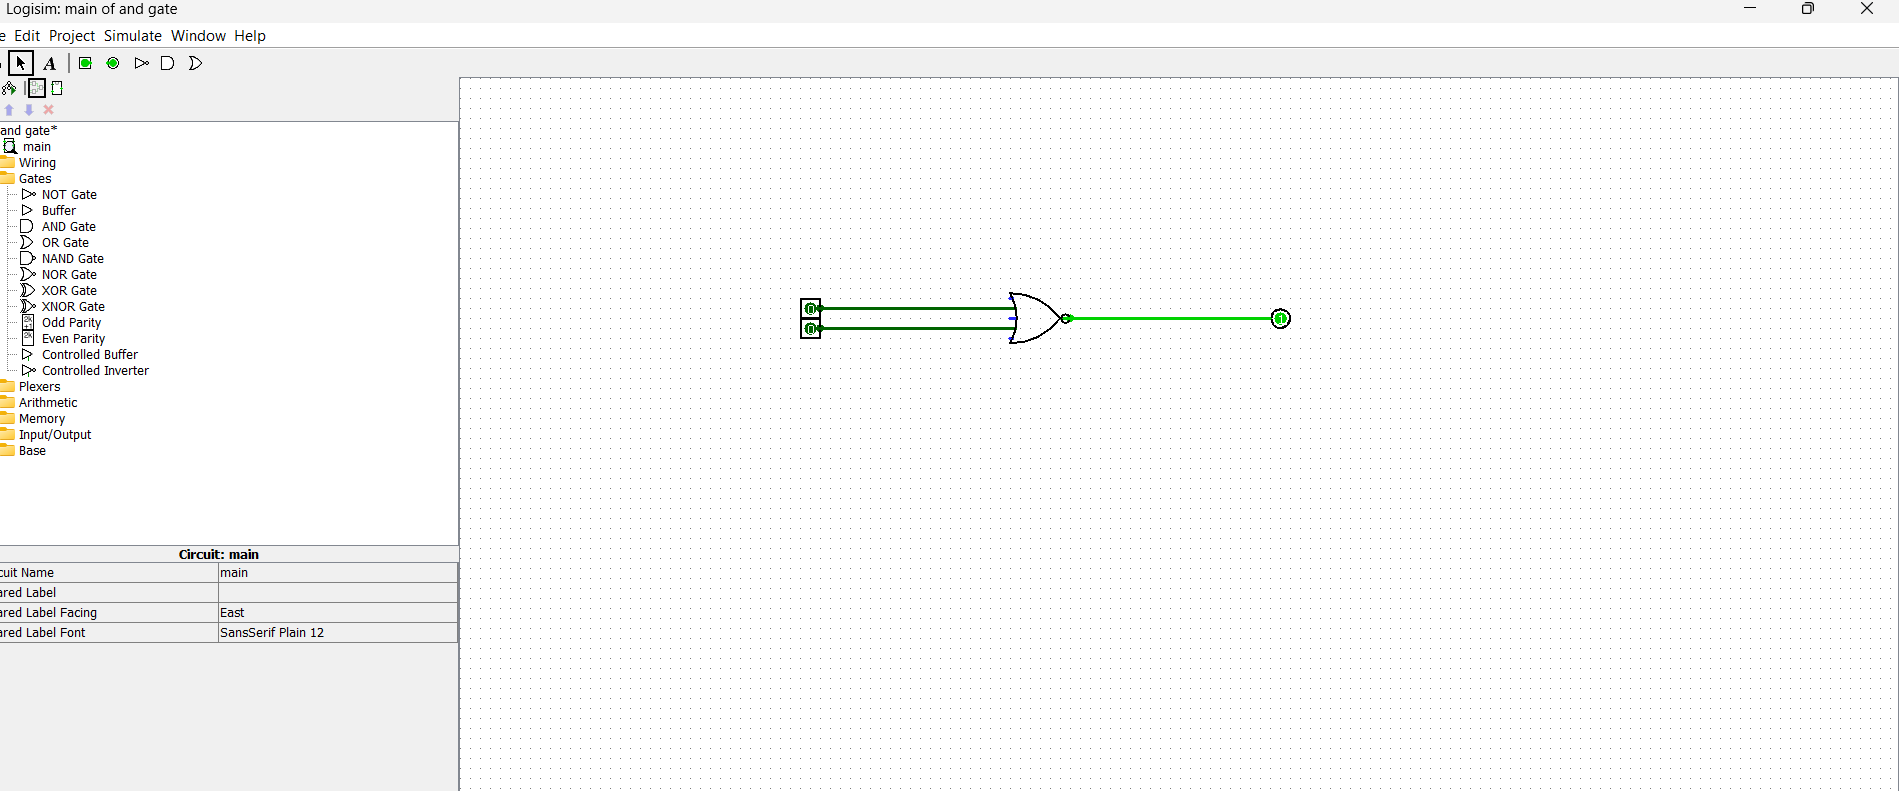 Logisim: main of and gate
e Edit Project Simulate Window Help
A
and gate*
main
Wiring
Gates
NOT Gate
Buffer
AND Gate
OR Gate
NAND Gate
NOR Gate
XOR Gate
XNOR Gate
2k+1 Odd Parity
2k Even Parity
Controlled Buffer
Controlled Inverter
Plexers
Arithmetic
Memory
Input/Output
Base
0
0
1
Circuit: main
cuit Name main
ared Label
ared Label Facing East
ared Label Font SansSerif Plain 12